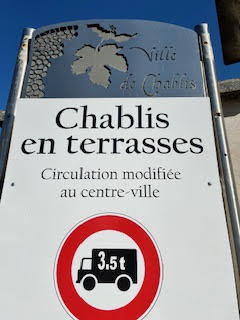 Ville
de Chablis
Chablis
en terrasses
Circulation modifiée
au centre-ville
3.5t